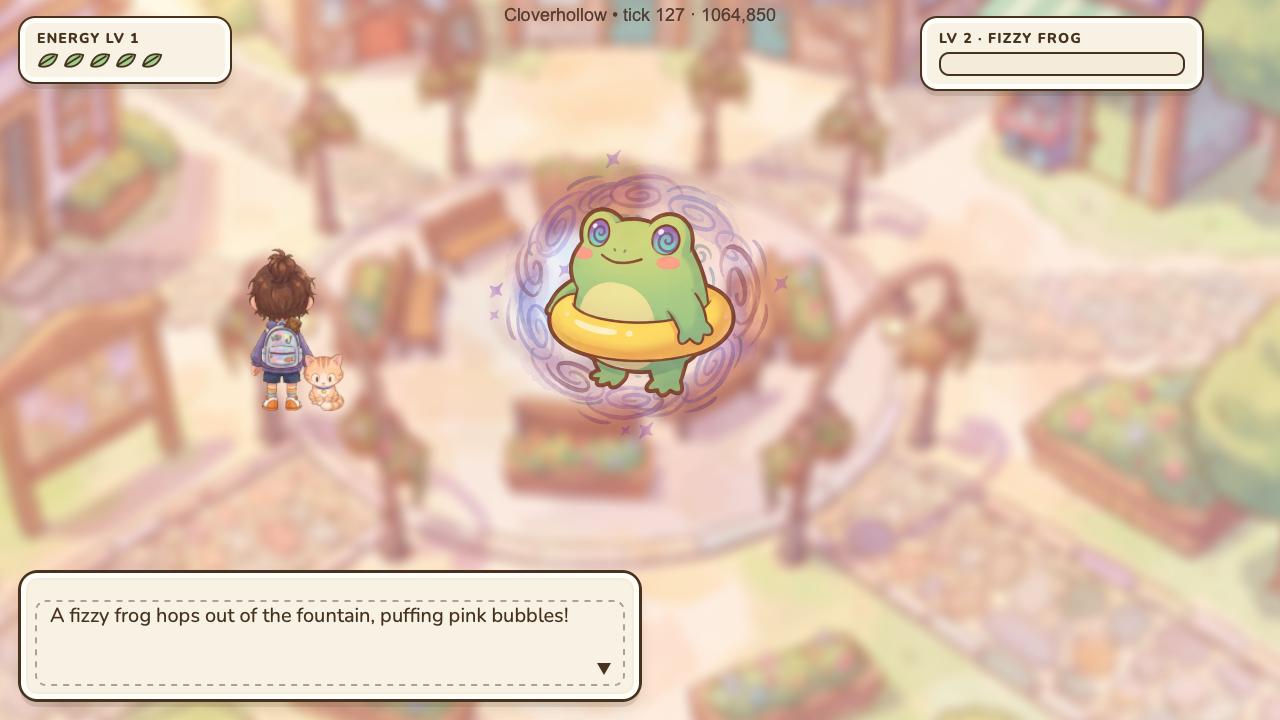 Cloverhollow • tick 127 · 1064,850
ENERGY LV 1
LV 2 · FIZZY FROG
A fizzy frog hops out of the fountain, puffing pink bubbles!